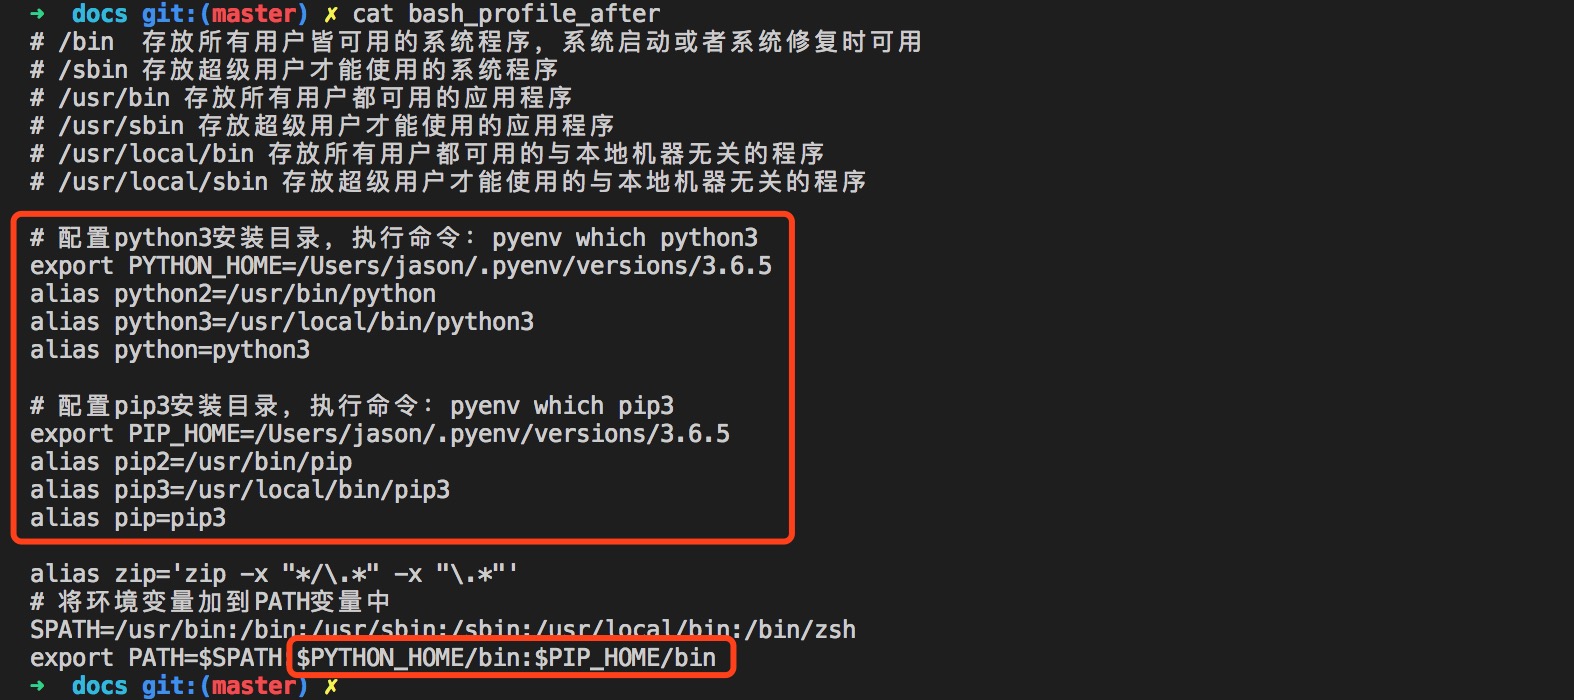 ➜  docs git:(master) ✗ cat bash_profile_after
# /bin  存放所有用户皆可用的系统程序，系统启动或者系统修复时可用
# /sbin 存放超级用户才能使用的系统程序
# /usr/bin 存放所有用户都可用的应用程序
# /usr/sbin 存放超级用户才能使用的应用程序
# /usr/local/bin 存放所有用户都可用的与本地机器无关的程序
# /usr/local/sbin 存放超级用户才能使用的与本地机器无关的程序
# 配置python3安装目录，执行命令：pyenv which python3
export PYTHON_HOME=/Users/jason/.pyenv/versions/3.6.5
alias python2=/usr/bin/python
alias python3=/usr/local/bin/python3
alias python=python3
# 配置pip3安装目录，执行命令：pyenv which pip3
export PIP_HOME=/Users/jason/.pyenv/versions/3.6.5
alias pip2=/usr/bin/pip
alias pip3=/usr/local/bin/pip3
alias pip=pip3
alias zip='zip -x "*/\.*" -x "\.*"'
# 将环境变量加到PATH变量中
SPATH=/usr/bin:/bin:/usr/sbin:/sbin:/usr/local/bin:/bin/zsh
export PATH=$SPATH:$PYTHON_HOME/bin:$PIP_HOME/bin
➜  docs git:(master) ✗